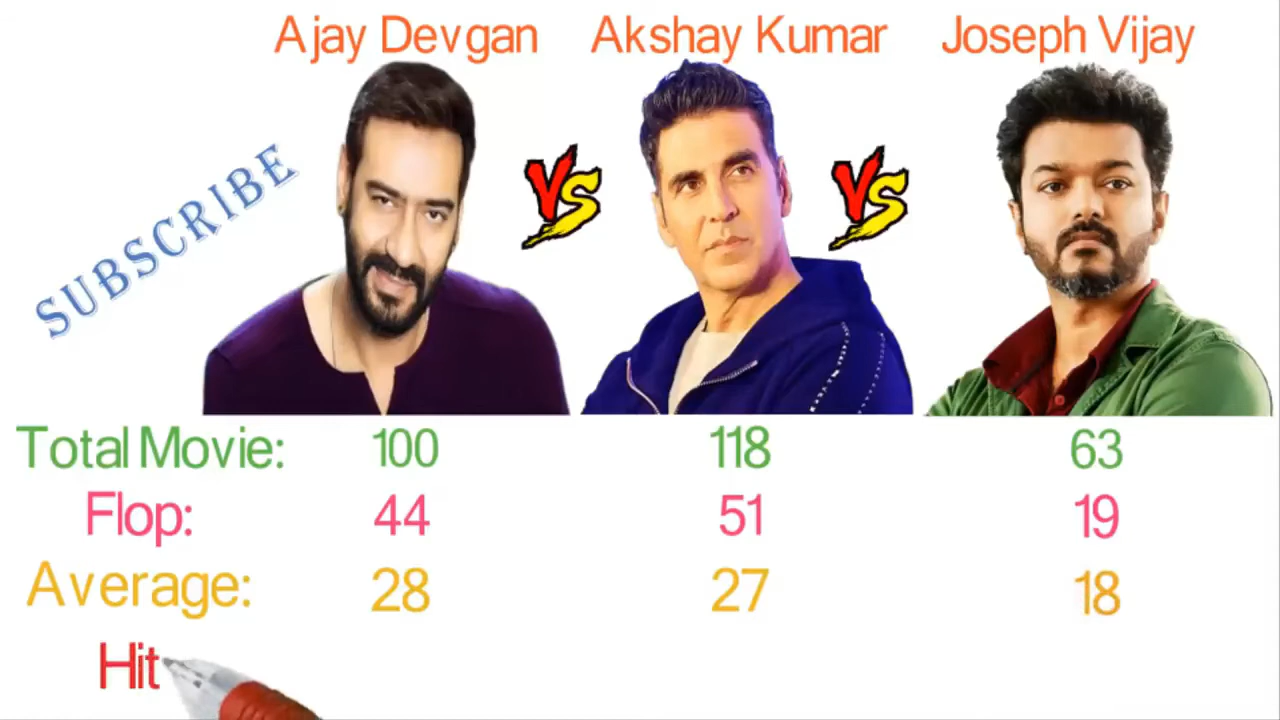 Ajay Devgan Akshay Kumar Joseph Vijay
SUBSCRIBE
VS VS
Total Movie: 100 118 63
Flop: 44 51 19
Average: 28 27 18
Hit